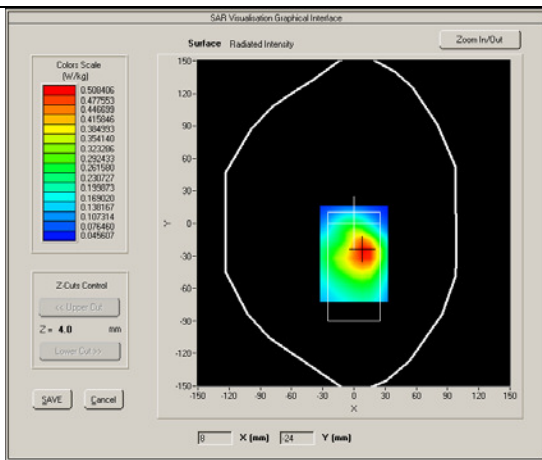 SAR Visualisation Graphical Interface
Surface Radiated Intensity
Zoom In/Out
Colors Scale
(W/kg)
0.508406
0.477553
0.446699
0.415846
0.384993
0.354140
0.323286
0.292433
0.261580
0.230727
0.199873
0.169020
0.138167
0.107314
0.076460
0.045607
Z-Cuts Control
<< Upper Cut
Z = 4.0 mm
Lower Cut >>
SAVE Cancel
150-
120-
90-
60-
30-
0-
-30-
-60-
-90-
-120-
-150-
Y
-150 -120 -90 -60 -30 0 30 60 90 120 150
X
8 X (mm) -24 Y (mm)